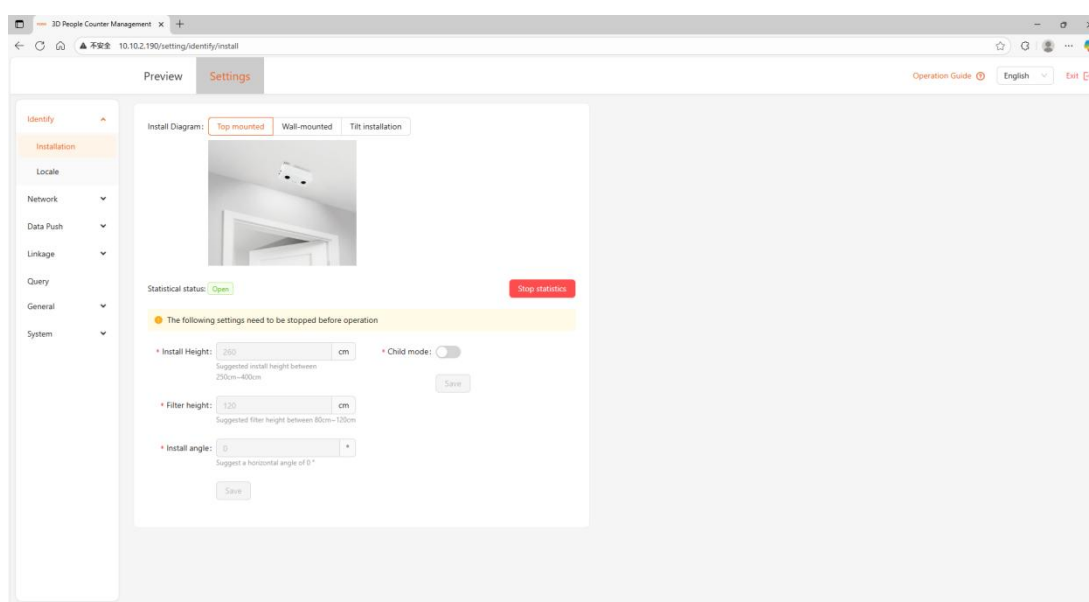 3D People Counter Management
不安全 10.10.2.190/setting/identify/install
Preview Settings
Operation Guide English Exit
Identify
Installation
Locale
Network
Data Push
Linkage
Query
General
System
Install Diagram: Top mounted Wall-mounted Tilt installation
Statistical status: Open Stop statistics
The following settings need to be stopped before operation
* Install Height: 260 cm
Suggested install height between
250cm~400cm
* Child mode:
Save
* Filter height: 120 cm
Suggested filter height between 80cm~120cm
* Install angle: 0 °
Suggest a horizontal angle of 0 °
Save